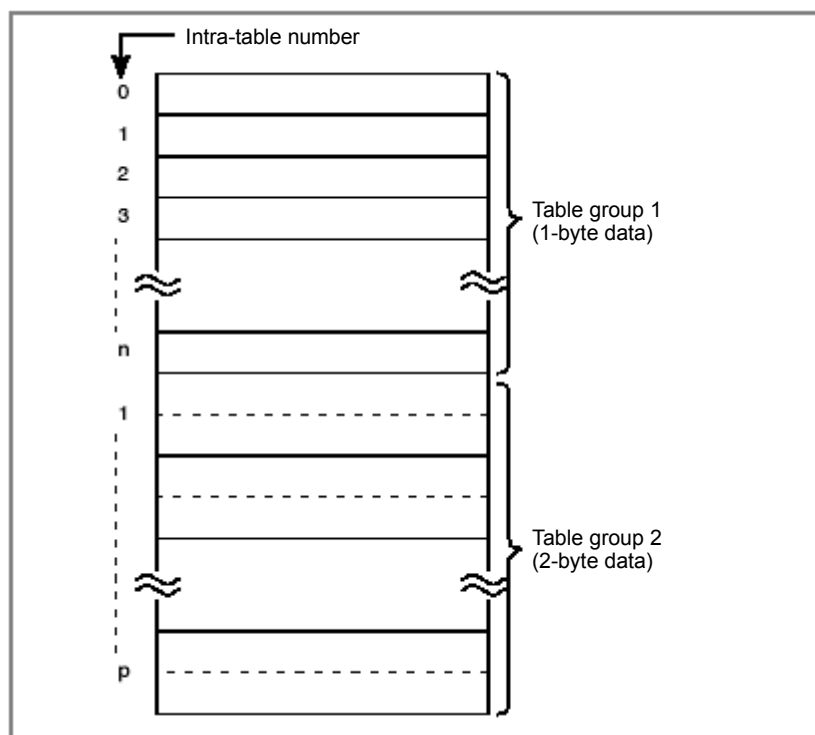 Intra-table number
0
1
2
3
n
Table group 1
(1-byte data)
1
Table group 2
(2-byte data)
p